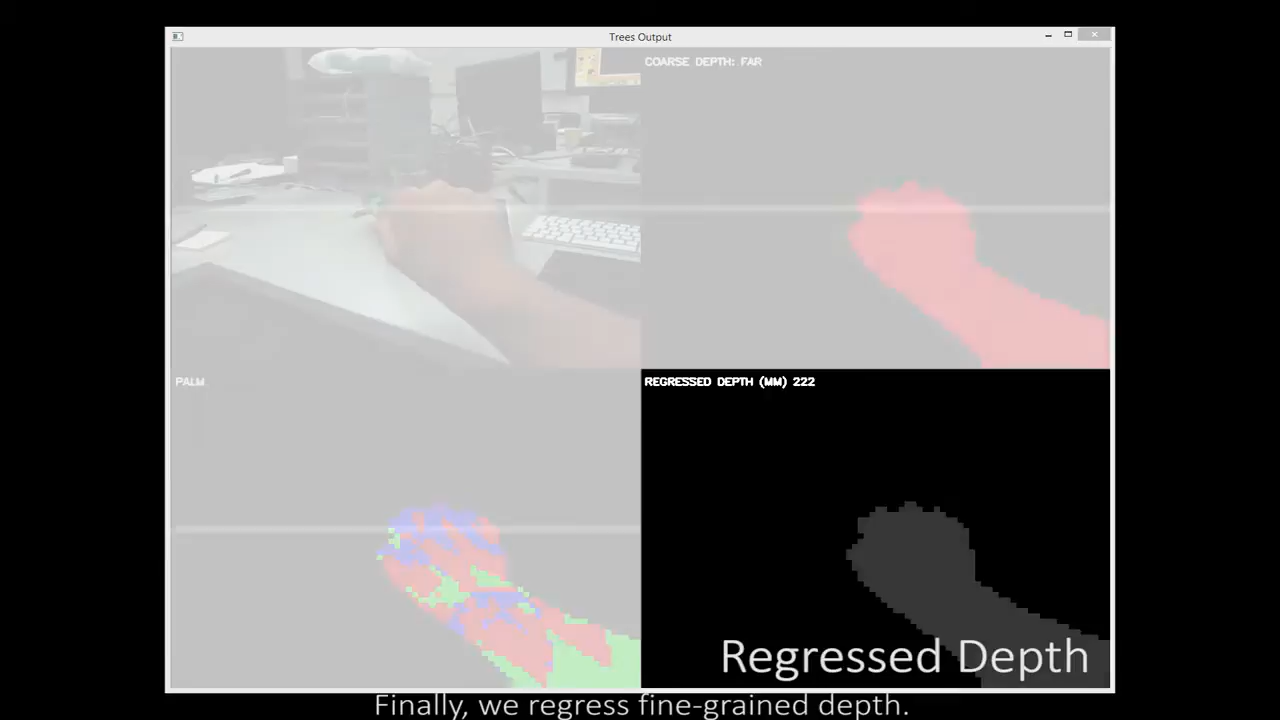 Trees Output
COARSE DEPTH: FAR
PALM
REGRESSED DEPTH (MM) 222
Regressed Depth
Finally, we regress fine-grained depth.